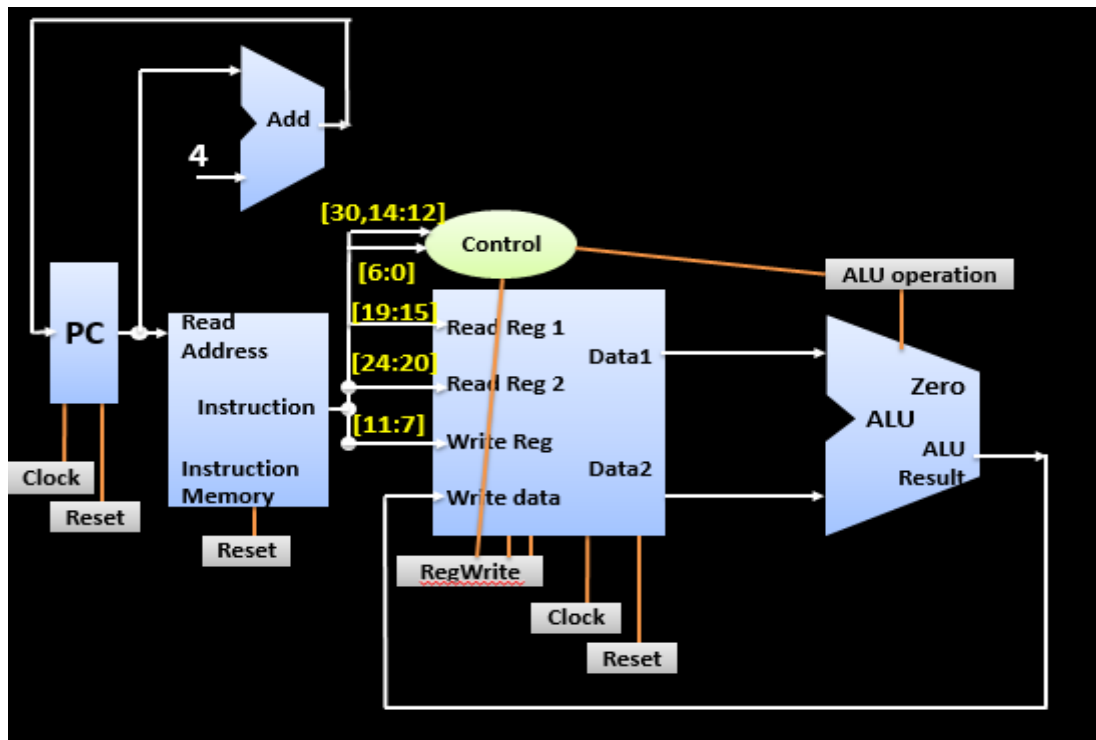 Add
4
[30,14:12]
Control
[6:0]
ALU operation
PC
Read
Address
[19:15]
Read Reg 1
Data1
[24:20]
Read Reg 2
Zero
Instruction
[11:7]
ALU
Write Reg
ALU
Result
Instruction
Memory
Data2
Write data
Clock
Reset
Reset
RegWrite
Clock
Reset